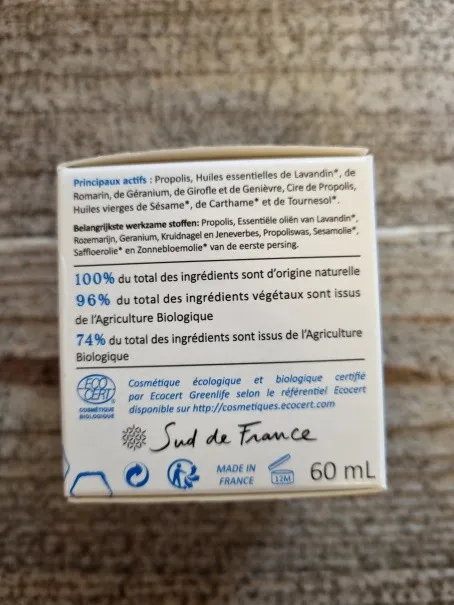 Principaux actifs : Propolis, Huiles essentielles de Lavandin*, de
Romarin, de Géranium, de Girofle et de Genièvre, Cire de Propolis,
Huiles vierges de Sésame*, de Carthame* et de Tournesol*.
Belangrijkste werkzame stoffen: Propolis, Essentiële oliën van Lavandin*,
Rozemarijn, Geranium, Kruidnagel en Jeneverbes, Propoliswas, Sesamolie*,
Saffloerolie* en Zonnebloemolie* van de eerste persing.
100% du total des ingrédients sont d'origine naturelle
96% du total des ingrédients végétaux sont issus
de l'Agriculture Biologique
74% du total des ingrédients sont issus de l'Agriculture
Biologique
ECO
CERT
COSMÉTIQUE
BIOLOGIQUE
Cosmétique écologique et biologique certifié
par Ecocert Greenlife selon le référentiel Ecocert
disponible sur http://cosmetiques.ecocert.com
Sud de France
MADE IN
FRANCE
12M
60 mL